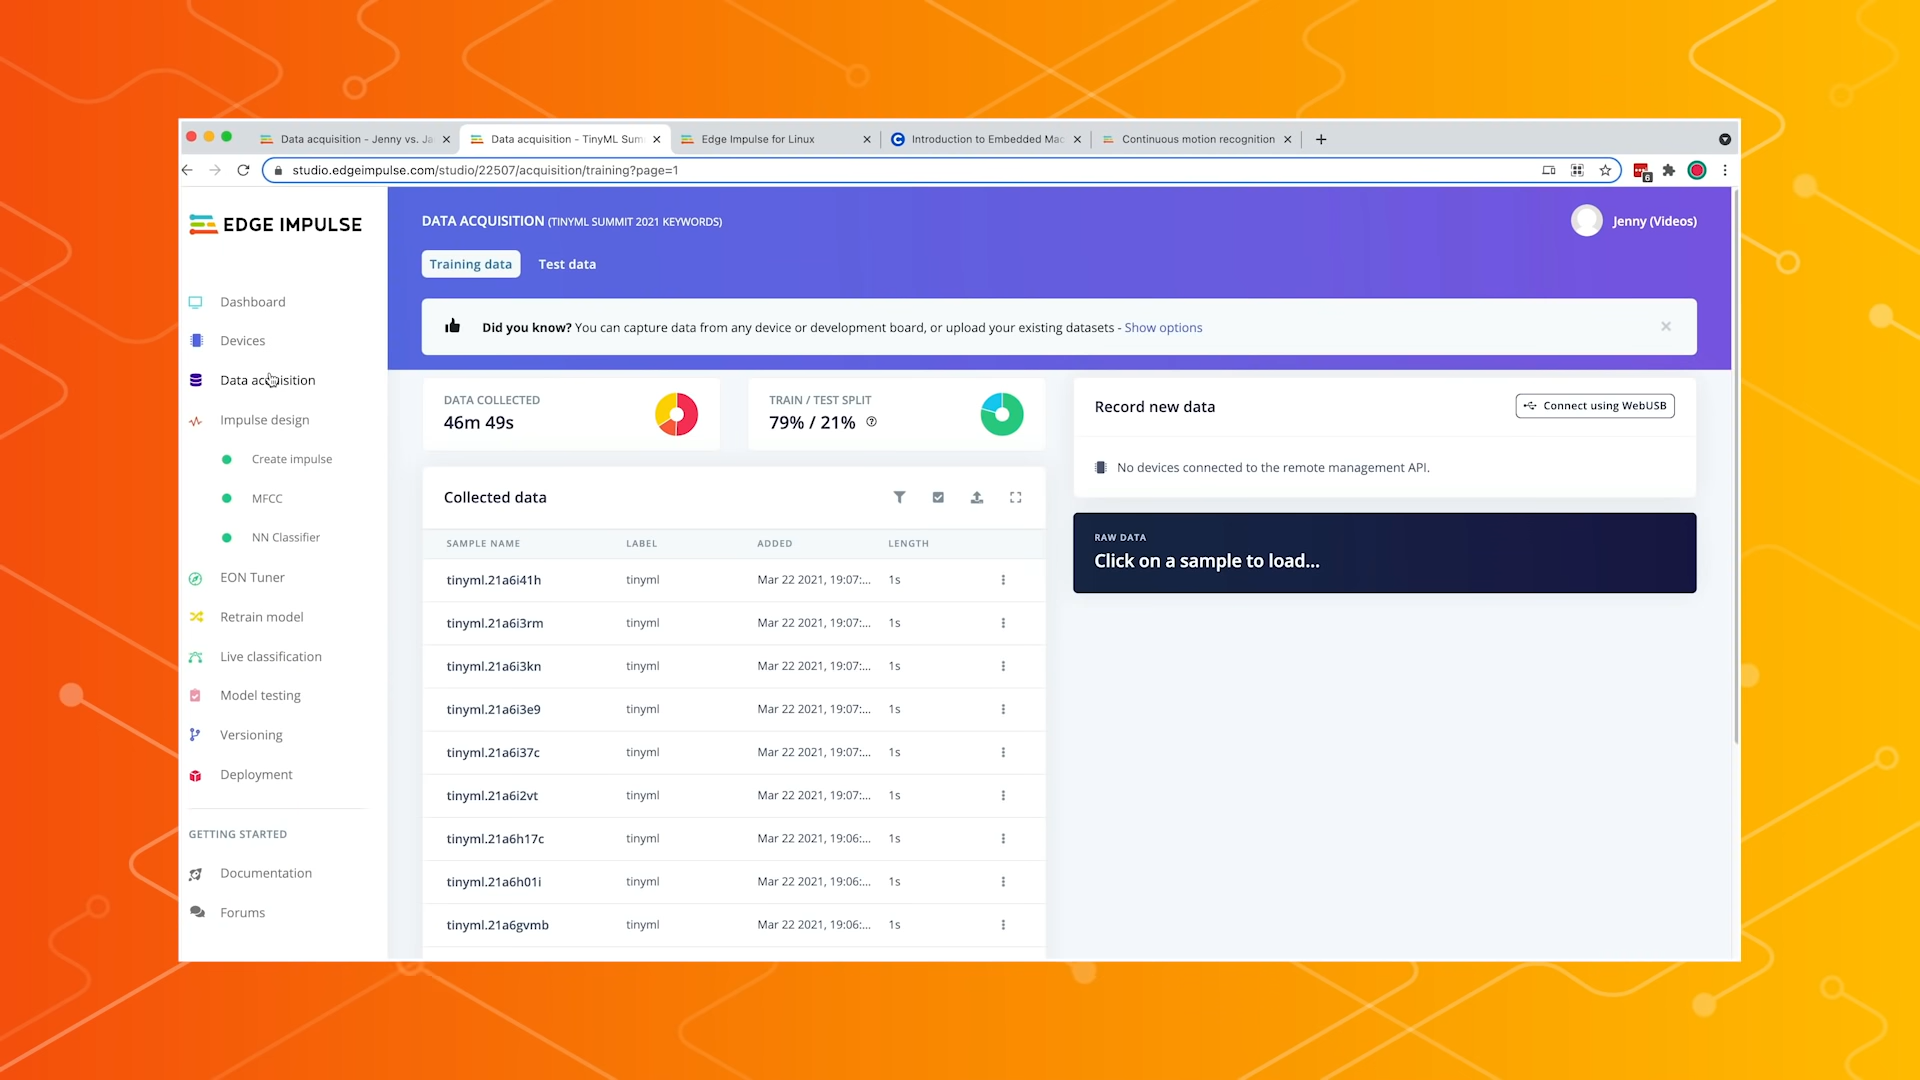 Data acquisition - Jenny vs. Ja
Data acquisition - TinyML Sum
Edge Impulse for Linux
Introduction to Embedded Mac
Continuous motion recognition
studio.edgeimpulse.com/studio/22507/acquisition/training?page=1
6
EDGE IMPULSE
Dashboard
Devices
Data acquisition
Impulse design
Create impulse
MFCC
NN Classifier
EON Tuner
Retrain model
Live classification
Model testing
Versioning
Deployment
GETTING STARTED
Documentation
Forums
DATA ACQUISITION (TINYML SUMMIT 2021 KEYWORDS)
Jenny (Videos)
Training data
Test data
Did you know? You can capture data from any device or development board, or upload your existing datasets - Show options
DATA COLLECTED
46m 49s
TRAIN / TEST SPLIT
79% / 21%
Collected data
SAMPLE NAME LABEL ADDED LENGTH
tinyml.21a6i41h tinyml Mar 22 2021, 19:07:... 1s
tinyml.21a6i3rm tinyml Mar 22 2021, 19:07:... 1s
tinyml.21a6i3kn tinyml Mar 22 2021, 19:07:... 1s
tinyml.21a6i3e9 tinyml Mar 22 2021, 19:07:... 1s
tinyml.21a6i37c tinyml Mar 22 2021, 19:07:... 1s
tinyml.21a6i2vt tinyml Mar 22 2021, 19:07:... 1s
tinyml.21a6h17c tinyml Mar 22 2021, 19:06:... 1s
tinyml.21a6h01i tinyml Mar 22 2021, 19:06:... 1s
tinyml.21a6gvmb tinyml Mar 22 2021, 19:06:... 1s
Record new data
Connect using WebUSB
No devices connected to the remote management API.
RAW DATA
Click on a sample to load...